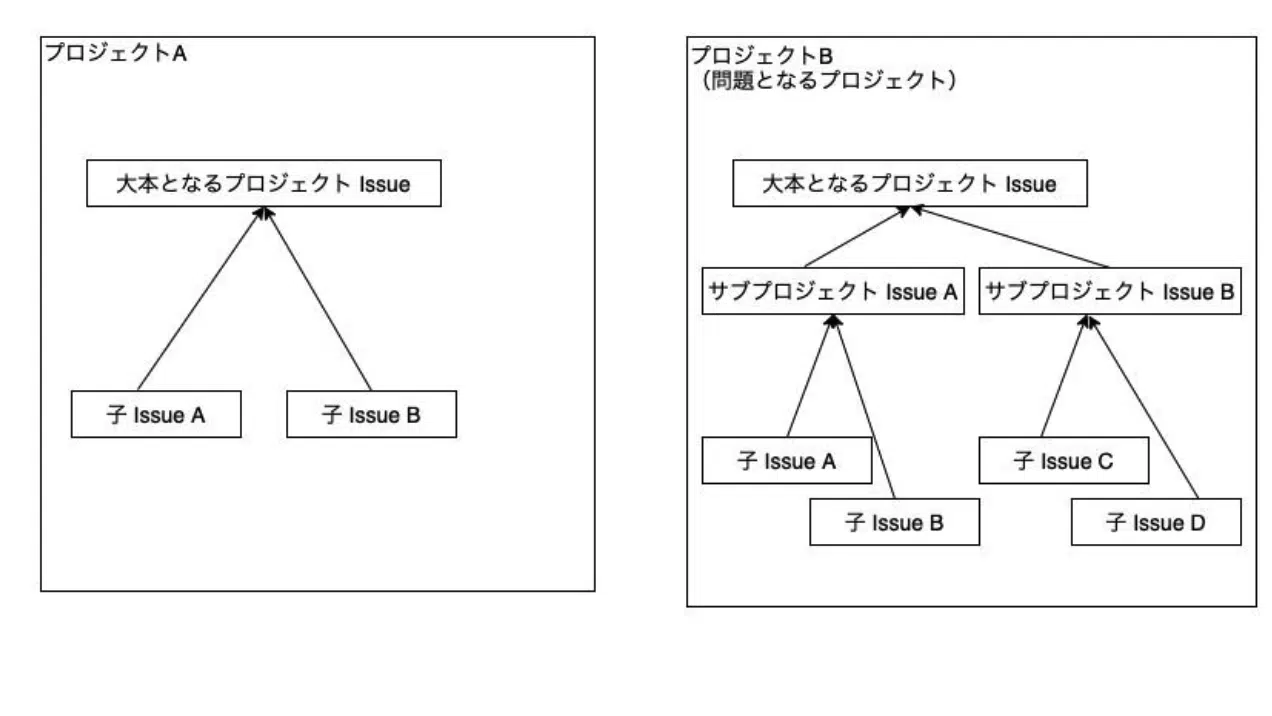 プロジェクトA
大本となるプロジェクト Issue
子 Issue A
子 Issue B
プロジェクトB
（問題となるプロジェクト）
大本となるプロジェクト Issue
サブプロジェクト Issue A
サブプロジェクト Issue B
子 Issue A
子 Issue C
子 Issue B
子 Issue D